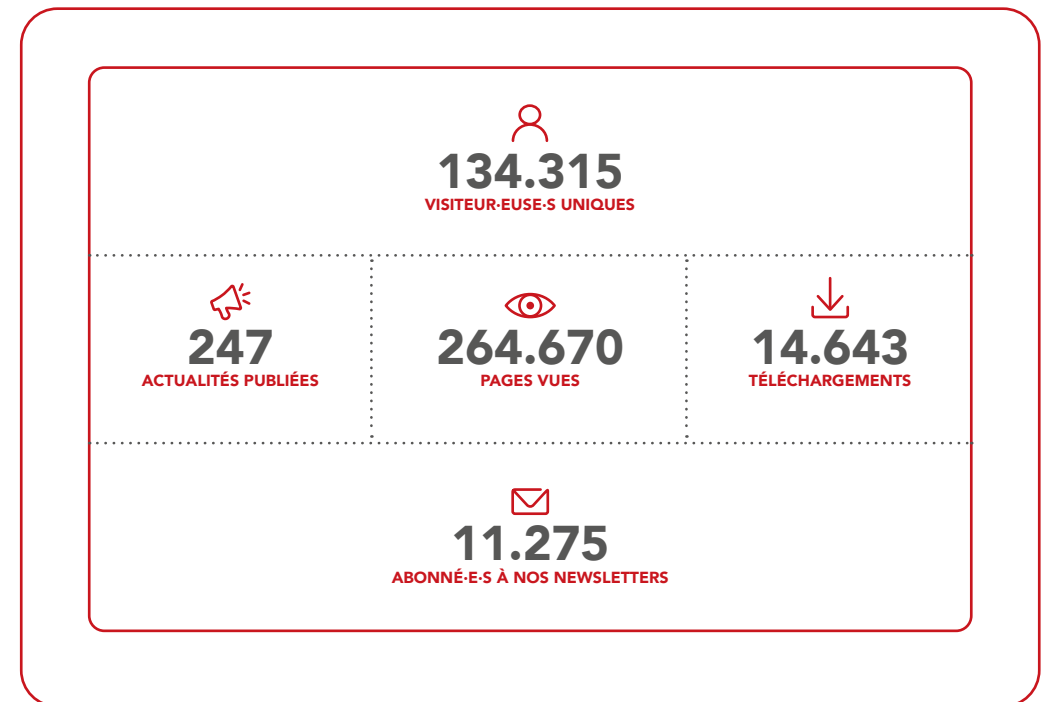 134.315
VISITEUR·EUSE·S UNIQUES
247
ACTUALITÉS PUBLIÉES
264.670
PAGES VUES
14.643
TÉLÉCHARGEMENTS
11.275
ABONNÉ·E·S À NOS NEWSLETTERS